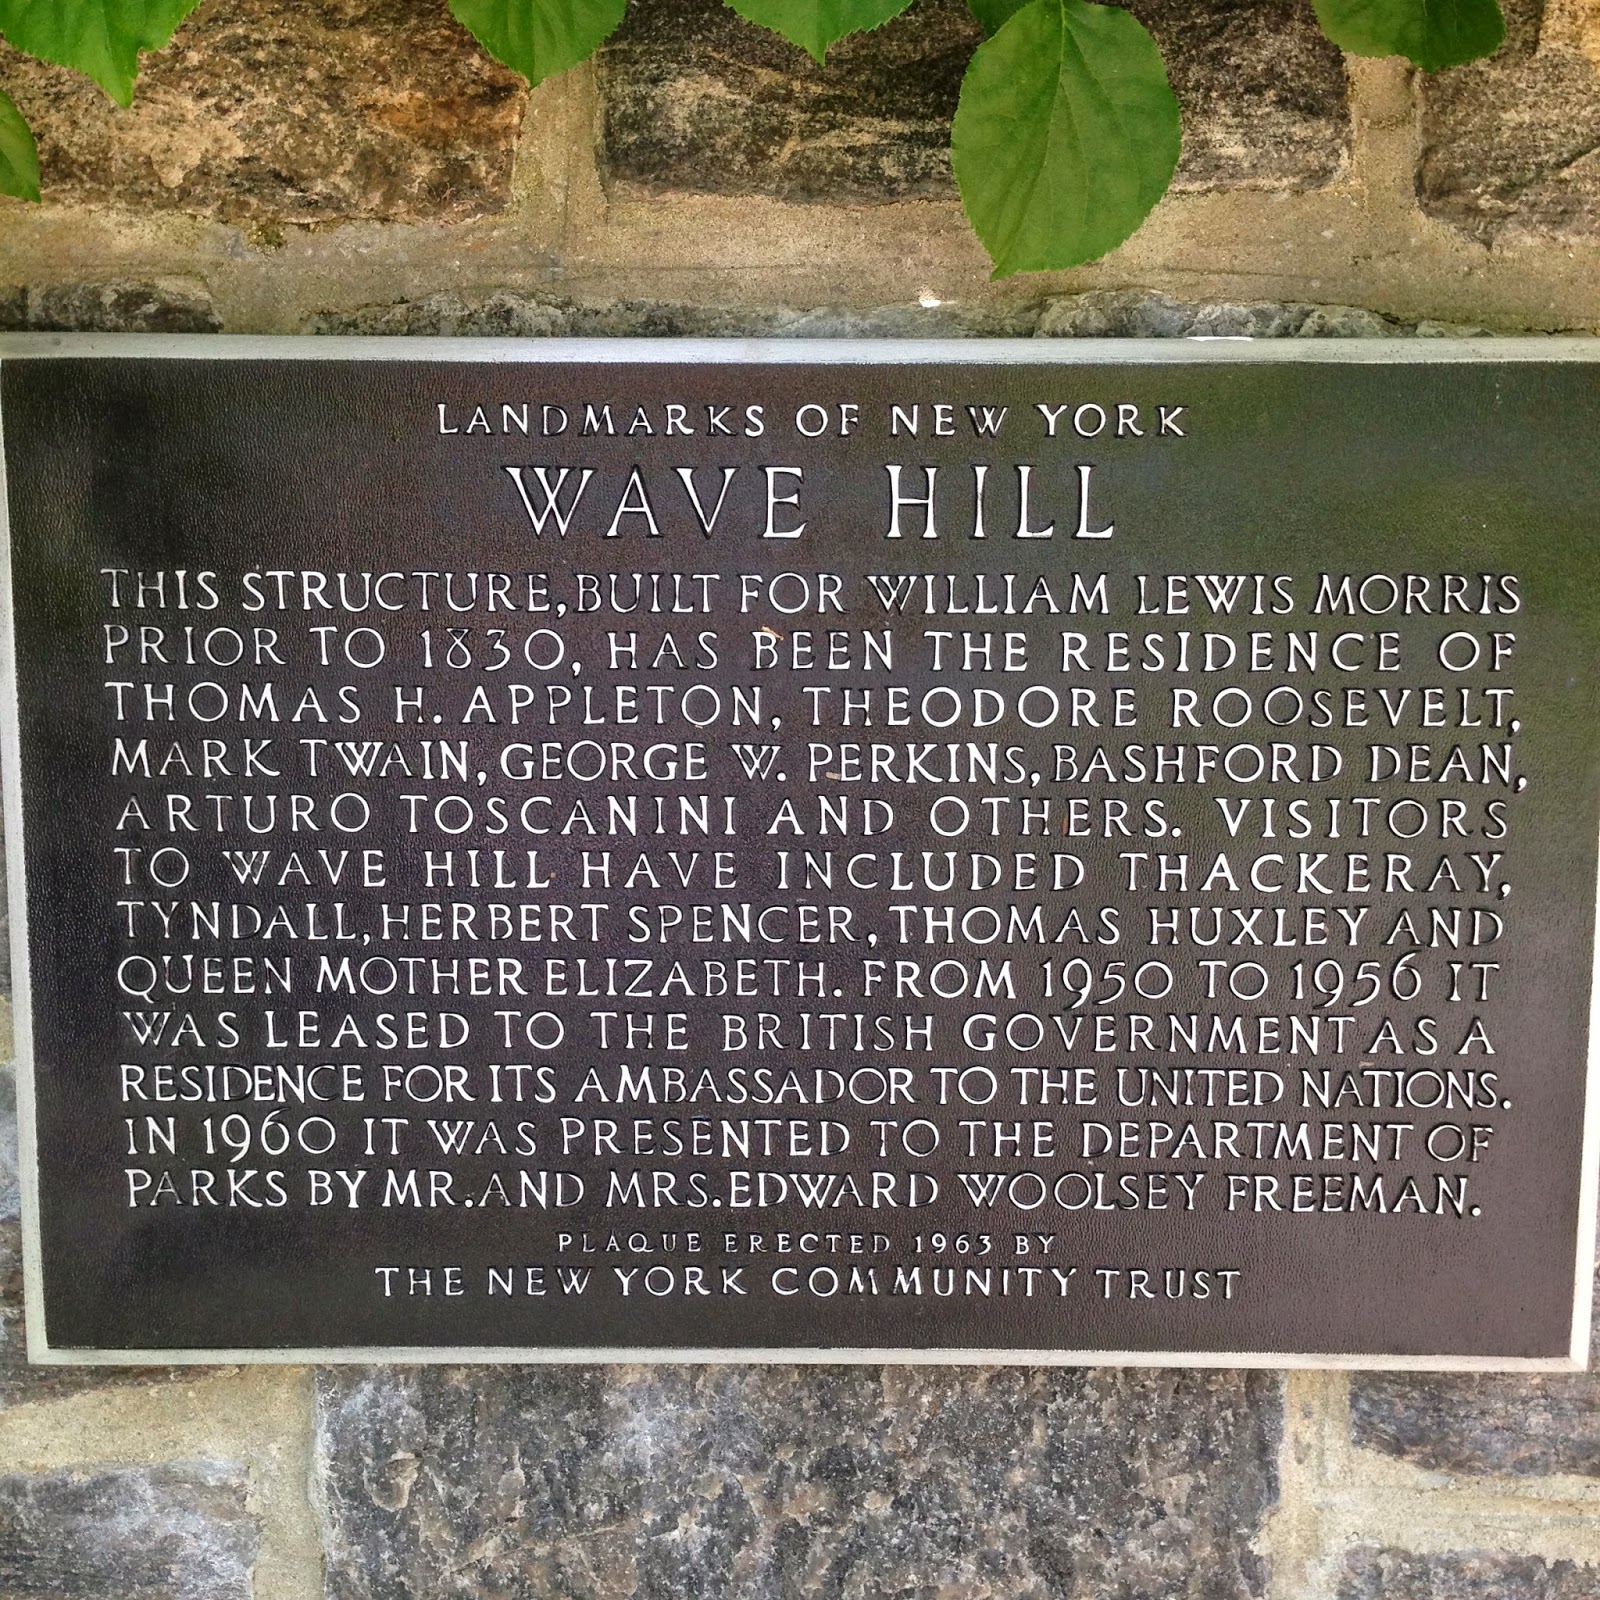 LANDMARKS OF NEW YORK
WAVE HILL
THIS STRUCTURE, BUILT FOR WILLIAM LEWIS MORRIS
PRIOR TO 1830, HAS BEEN THE RESIDENCE OF
THOMAS H. APPLETON, THEODORE ROOSEVELT,
MARK TWAIN, GEORGE W. PERKINS, BASHFORD DEAN,
ARTURO TOSCANINI AND OTHERS. VISITORS
TO WAVE HILL HAVE INCLUDED THACKERAY,
TYNDALL, HERBERT SPENCER, THOMAS HUXLEY AND
QUEEN MOTHER ELIZABETH. FROM 1950 TO 1956 IT
WAS LEASED TO THE BRITISH GOVERNMENT AS A
RESIDENCE FOR ITS AMBASSADOR TO THE UNITED NATIONS.
IN 1960 IT WAS PRESENTED TO THE DEPARTMENT OF
PARKS BY MR. AND MRS. EDWARD WOOLSEY FREEMAN.
PLAQUE ERECTED 1963 BY
THE NEW YORK COMMUNITY TRUST